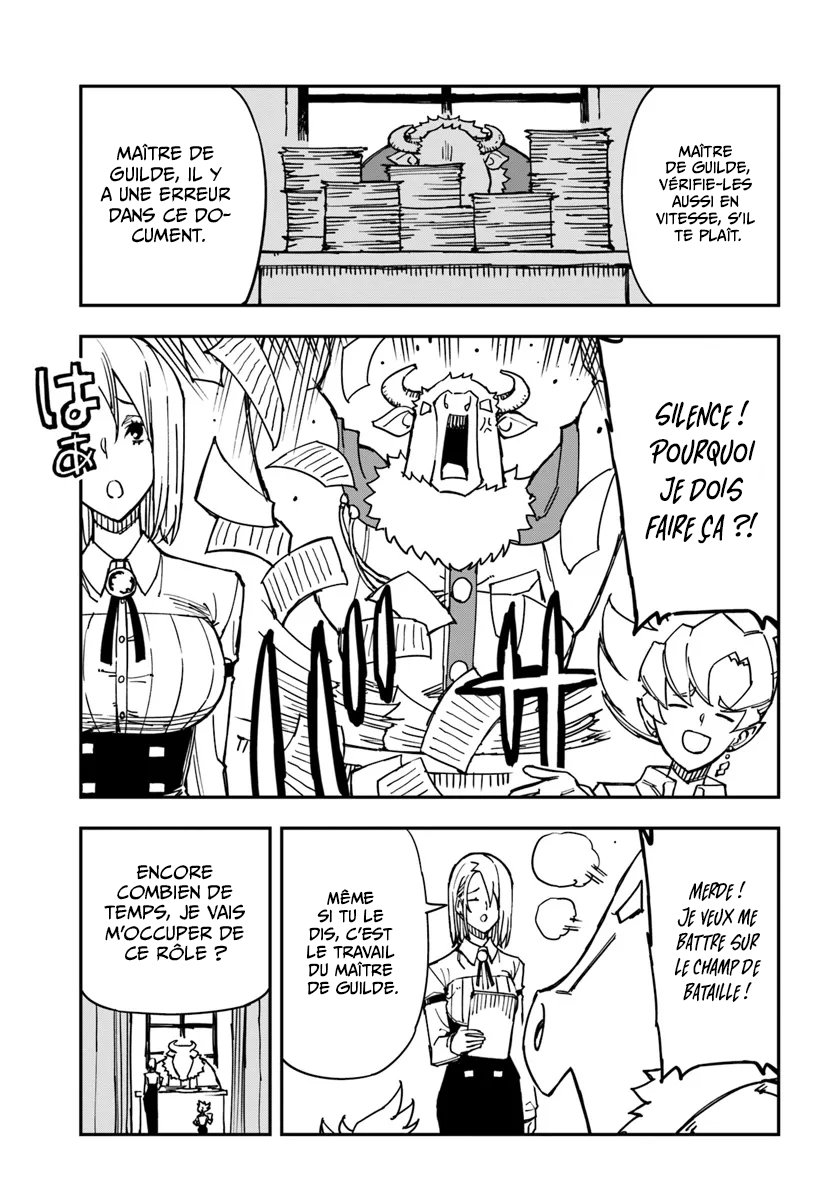 MAÎTRE
DE GUILDE,
VÉRIFIE-LES
AUSSI EN
VITESSE, S'IL
TE PLAÎT.
MAÎTRE DE
GUILDE, IL Y
A UNE ERREUR
DANS CE DO-
CUMENT.
SILENCE !
POURQUOI
JE DOIS
FAIRE ÇA ?!
はぁ
MERDE !
JE VEUX ME
BATTRE SUR
LE CHAMP DE
BATAILLE !
MÊME
SI TU LE
DIS, C'EST
LE TRAVAIL
DU MAÎTRE
DE GUILDE.
ENCORE
COMBIEN DE
TEMPS, JE VAIS
M'OCCUPER DE
CE RÔLE ?